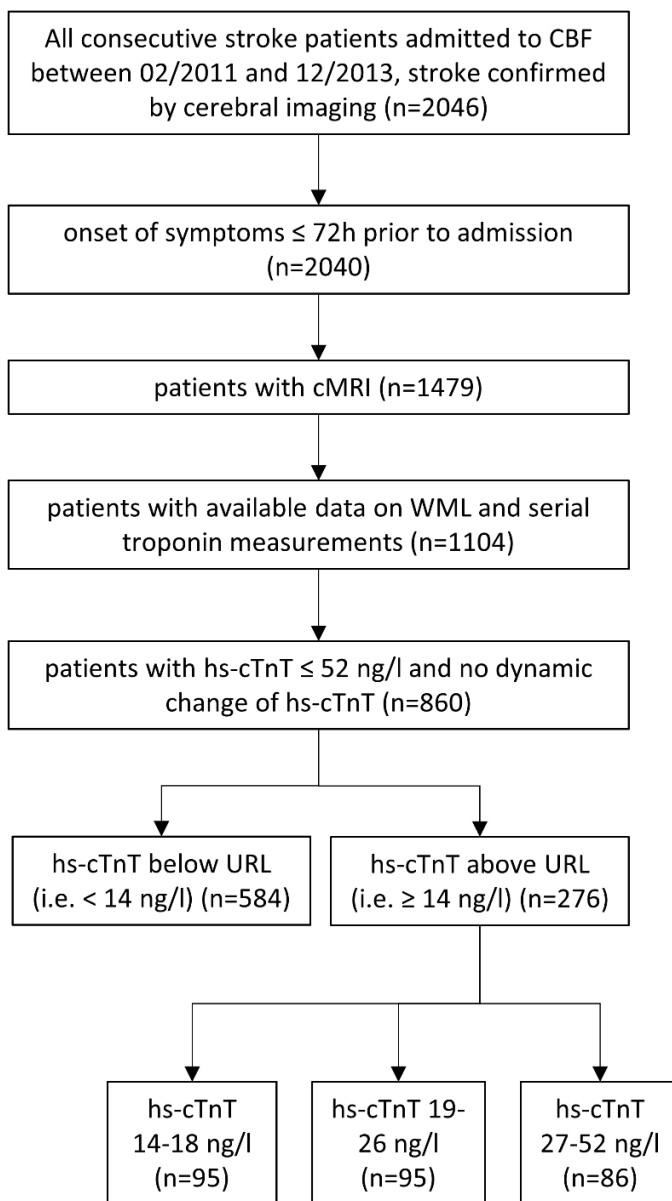 All consecutive stroke patients admitted to CBF
between 02/2011 and 12/2013, stroke confirmed
by cerebral imaging (n=2046)
onset of symptoms ≤ 72h prior to admission
(n=2040)
patients with cMRI (n=1479)
patients with available data on WML and serial
troponin measurements (n=1104)
patients with hs-cTnT ≤ 52 ng/l and no dynamic
change of hs-cTnT (n=860)
hs-cTnT below URL
(i.e. < 14 ng/l) (n=584)
hs-cTnT above URL
(i.e. ≥ 14 ng/l) (n=276)
hs-cTnT
14-18 ng/l
(n=95)
hs-cTnT 19-
26 ng/l
(n=95)
hs-cTnT
27-52 ng/l
(n=86)